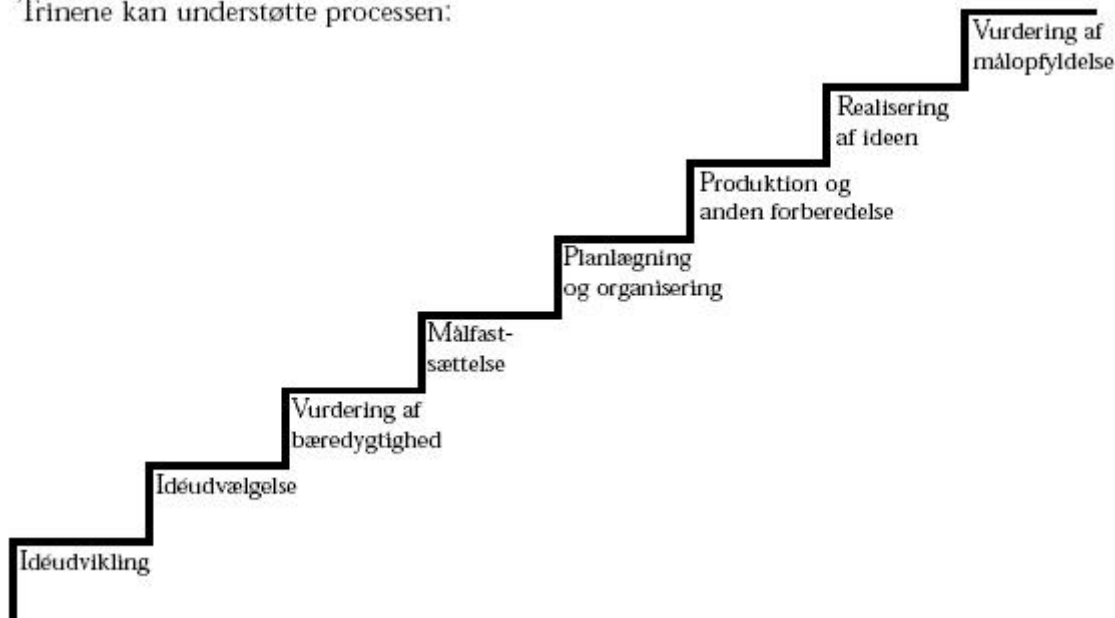 Trinene kan understøtte processen:
Vurdering af
målopfyldelse
Realisering
af ideen
Produktion og
anden forberedelse
Planlægning
og organisering
Målfast-
sættelse
Vurdering af
bæredygtighed
Idéudvælgelse
Idéudvikling